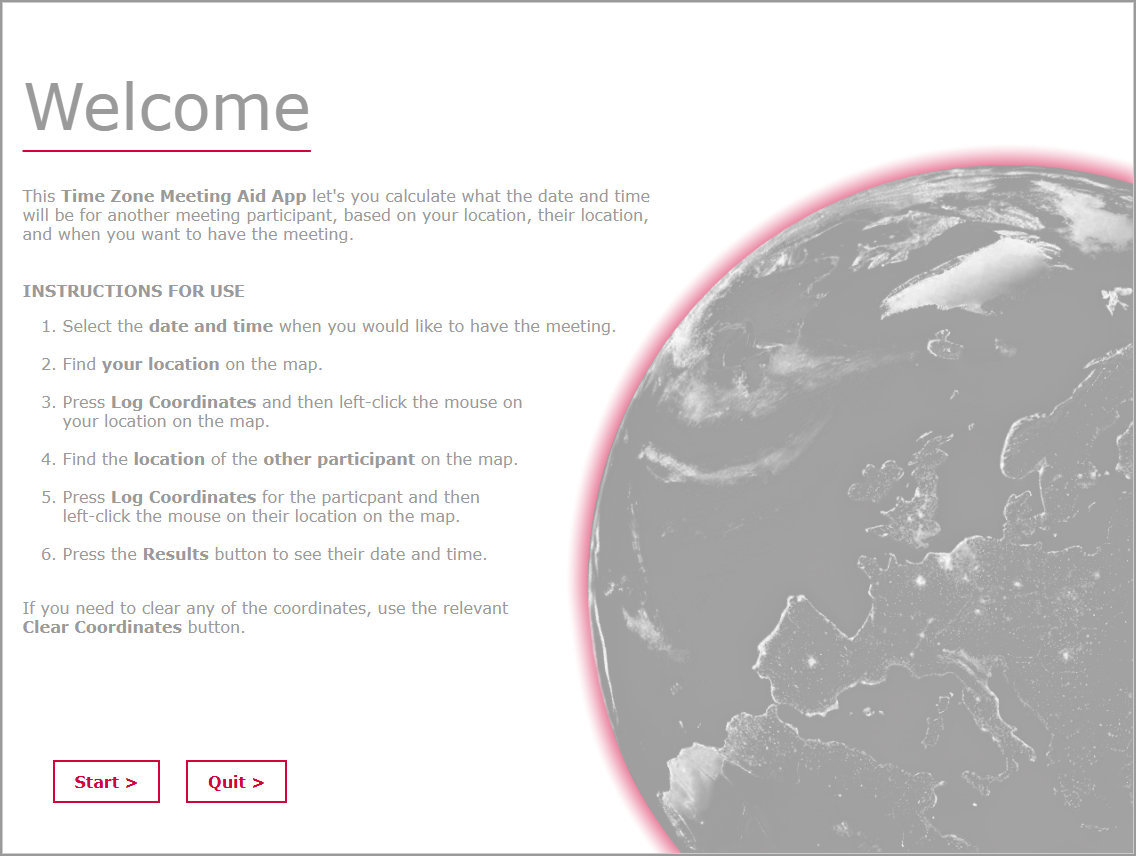 Welcome
This Time Zone Meeting Aid App let's you calculate what the date and time
will be for another meeting participant, based on your location, their location,
and when you want to have the meeting.
INSTRUCTIONS FOR USE
1. Select the date and time when you would like to have the meeting.
2. Find your location on the map.
3. Press Log Coordinates and then left-click the mouse on
your location on the map.
4. Find the location of the other participant on the map.
5. Press Log Coordinates for the particpant and then
left-click the mouse on their location on the map.
6. Press the Results button to see their date and time.
If you need to clear any of the coordinates, use the relevant
Clear Coordinates button.
Start >
Quit >